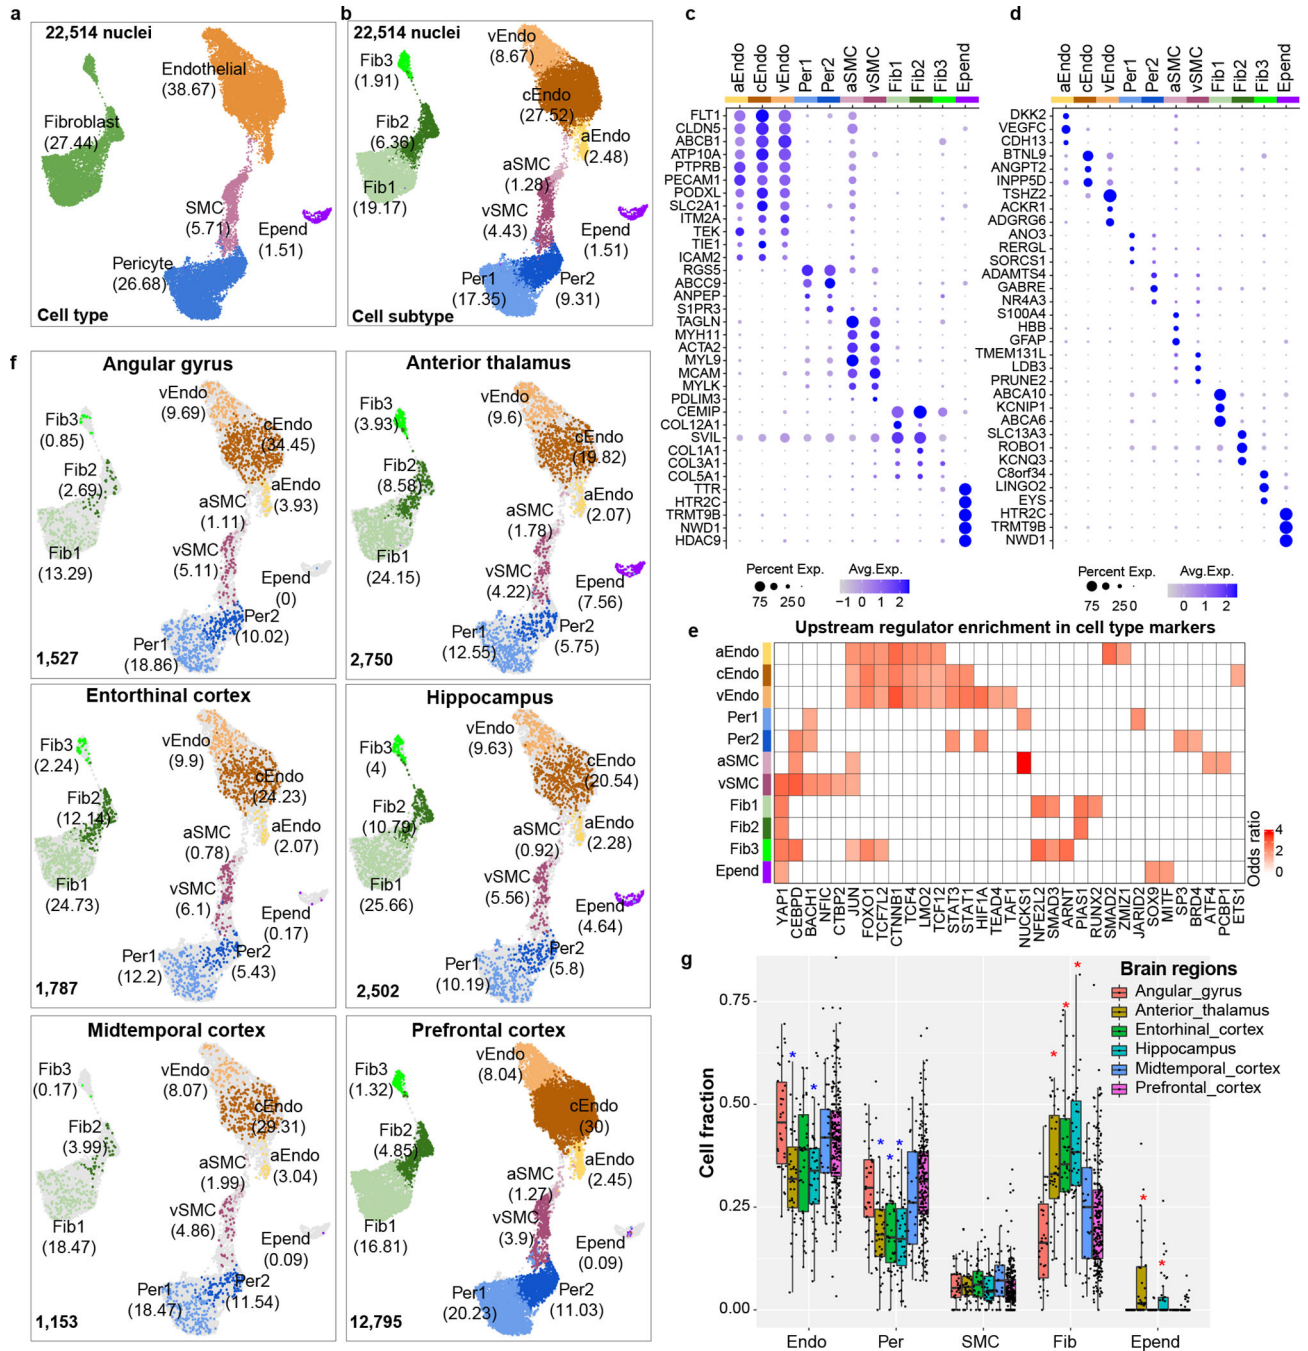 a
22,514 nuclei
Endothelial
(38.67)
Fibroblast
(27.44)
SMC
(5.71)
Epend
(1.51)
Pericyte
(26.68)
Cell type
b
22,514 nuclei
vEndo
(8.67)
Fib3
(1.91)
cEndo
(27.52)
Fib2
(6.36)
aEndo
(2.48)
aSMC
(1.28)
Fib1
(19.17)
vSMC
(4.43)
Epend
(1.51)
Per1
(17.35)
Per2
(9.31)
Cell subtype
c
aEndo
cEndo
vEndo
Per1
Per2
aSMC
vSMC
Fib1
Fib2
Fib3
Epend
FLT1
CLDN5
ABCB1
ATP10A
PTPRB
PECAM1
PODXL
SLC2A1
ITM2A
TEK
TIE1
ICAM2
RGS5
ABCC9
ANPEP
S1PR3
TAGLN
MYH11
ACTA2
MYL9
MCAM
MYLK
PDLIM3
CEMIP
COL12A1
SVIL
COL1A1
COL3A1
COL5A1
TTR
HTR2C
TRMT9B
NWD1
HDAC9
Percent Exp.
75 250
Avg.Exp.
−1 0 1 2
d
aEndo
cEndo
vEndo
Per1
Per2
aSMC
vSMC
Fib1
Fib2
Fib3
Epend
DKK2
VEGFC
CDH13
BTNL9
ANGPT2
INPP5D
TSHZ2
ACKR1
ADGRG6
ANO3
RERGL
SORCS1
ADAMTS4
GABRE
NR4A3
S100A4
HBB
GFAP
TMEM131L
LDB3
PRUNE2
ABCA10
KCNIP1
ABCA6
SLC13A3
ROBO1
KCNQ3
C8orf34
LINGO2
EYS
HTR2C
TRMT9B
NWD1
Percent Exp.
75 250
Avg.Exp.
0 1 2
e
Upstream regulator enrichment in cell type markers
aEndo
cEndo
vEndo
Per1
Per2
aSMC
vSMC
Fib1
Fib2
Fib3
Epend
YAP1
CEBPD
BACH1
NFIC
CTBP2
JUN
FOXO1
TCF7L2
CTNNB1
TCF4
LMO2
TCF12
STAT3
STAT1
HIF1A
TEAD4
TAF1
NUCKS1
NFE2L2
SMAD3
ARNT
PIAS1
RUNX2
SMAD2
ZMIZ1
JARID2
SOX9
MITF
SP3
BRD4
ATF4
PCBP1
ETS1
Odds ratio
4
2
0
f
Angular gyrus
vEndo
(9.69)
Fib3
(0.85)
cEndo
(34.45)
Fib2
(2.69)
aEndo
(3.93)
aSMC
(1.11)
vSMC
(5.11)
Fib1
(13.29)
Epend
(0)
Per2
(10.02)
Per1
(18.86)
1,527
Anterior thalamus
vEndo
(9.6)
Fib3
(3.93)
cEndo
(19.82)
Fib2
(8.58)
aEndo
(2.07)
aSMC
(1.78)
Fib1
(24.15)
vSMC
(4.22)
Epend
(7.56)
Per1
(12.55)
Per2
(5.75)
2,750
Entorthinal cortex
vEndo
(9.9)
Fib3
(2.24)
cEndo
(24.23)
Fib2
(12.14)
aEndo
(2.07)
aSMC
(0.78)
Fib1
(24.73)
vSMC
(6.1)
Epend
(0.17)
Per1
(12.2)
Per2
(5.43)
1,787
Hippocampus
vEndo
(9.63)
Fib3
(4)
cEndo
(20.54)
Fib2
(10.79)
aEndo
(2.28)
aSMC
(0.92)
Fib1
(25.66)
vSMC
(5.56)
Epend
(4.64)
Per1
(10.19)
Per2
(5.8)
2,502
Midtemporal cortex
vEndo
(8.07)
Fib3
(0.17)
cEndo
(29.31)
Fib2
(3.99)
aEndo
(3.04)
aSMC
(1.99)
Fib1
(18.47)
vSMC
(4.86)
Epend
(0.09)
Per1
(18.47)
Per2
(11.54)
1,153
Prefrontal cortex
vEndo
(8.04)
Fib3
(1.32)
cEndo
(30)
Fib2
(4.85)
aEndo
(2.45)
aSMC
(1.27)
Fib1
(16.81)
vSMC
(3.9)
Epend
(0.09)
Per1
(20.23)
Per2
(11.03)
12,795
g
Cell fraction
0.75
0.50
0.25
0.00
* * * * * * * * * *
Brain regions
Angular_gyrus
Anterior_thalamus
Entorhinal_cortex
Hippocampus
Midtemporal_cortex
Prefrontal_cortex
Endo
Per
SMC
Fib
Epend